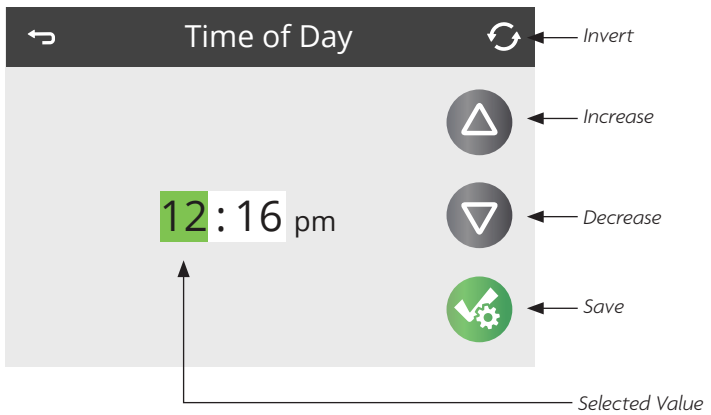 Time of Day
Invert
Increase
12 : 16 pm
Decrease
Save
Selected Value